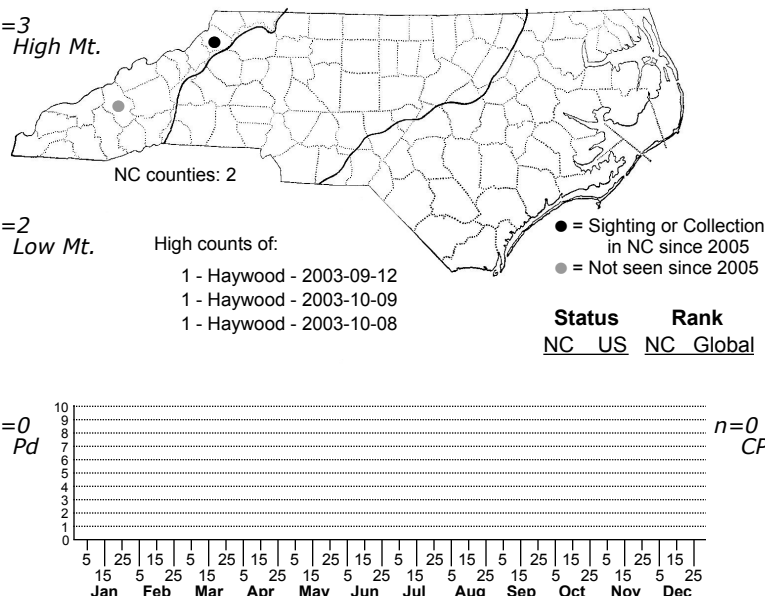 =3
High Mt.
NC counties: 2
=2
Low Mt.
High counts of:
1 - Haywood - 2003-09-12
1 - Haywood - 2003-10-09
1 - Haywood - 2003-10-08
● = Sighting or Collection
in NC since 2005
● = Not seen since 2005
Status Rank
NC US NC Global
=0
Pd
n=0
CP
10
9
8
7
6
5
4
3
2
1
0
5 25 15 5 25 15 5 25 15 5 25 15 5 25 15 5 25 15
15 5 25 15 5 25 15 5 25 15 5 25 15 5 25 15 5 25
Jan Feb Mar Apr May Jun Jul Aug Sep Oct Nov Dec